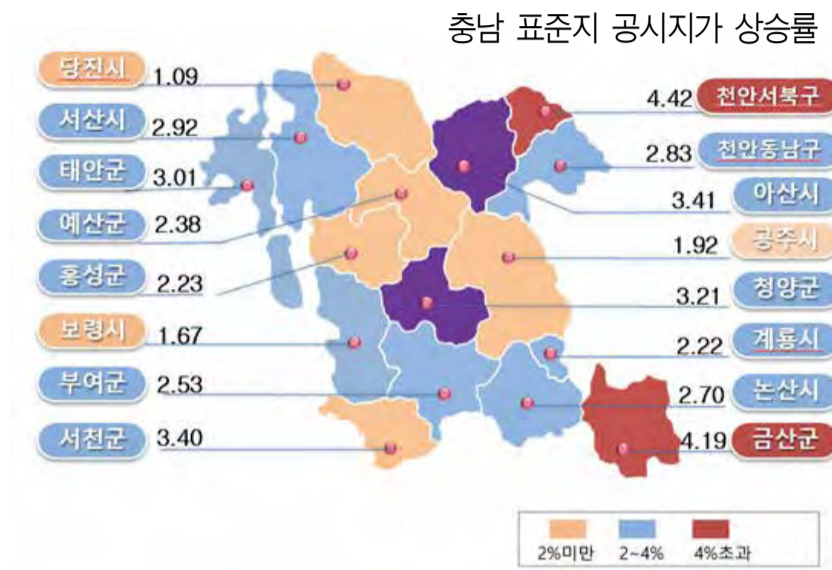 충남 표준지 공시지가 상승률
당진시 1.09
서산시 2.92
태안군 3.01
예산군 2.38
홍성군 2.23
보령시 1.67
부여군 2.53
서천군 3.40
4.42 천안서북구
2.83 천안동남구
3.41 아산시
1.92 공주시
3.21 청양군
2.22 계룡시
2.70 논산시
4.19 금산군
2%미만 2~4% 4%초과